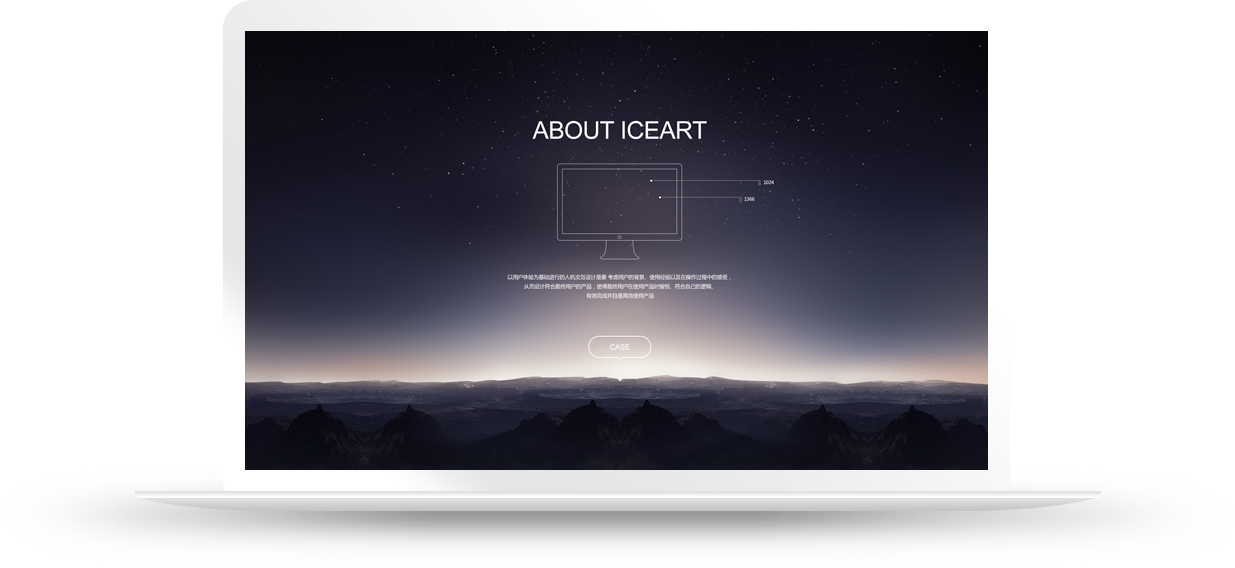 ABOUT ICEART
1024
1366
以用户体验为基础进行的人机交互设计是要 考虑用户的背景、使用经验以及在操作过程中的感受，
从而设计符合最终用户的产品，使得最终用户在使用产品时愉悦、符合自己的逻辑、
有效完成并且是高效使用产品
CASE